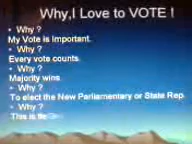 Why,I Love to VOTE !
• Why ?
My Vote is Important.
• Why ?
Every vote counts
• Why ?
Majority wins
• Why ?
To elect the New Parliamentary or State Rep.
• Why ?
This is the